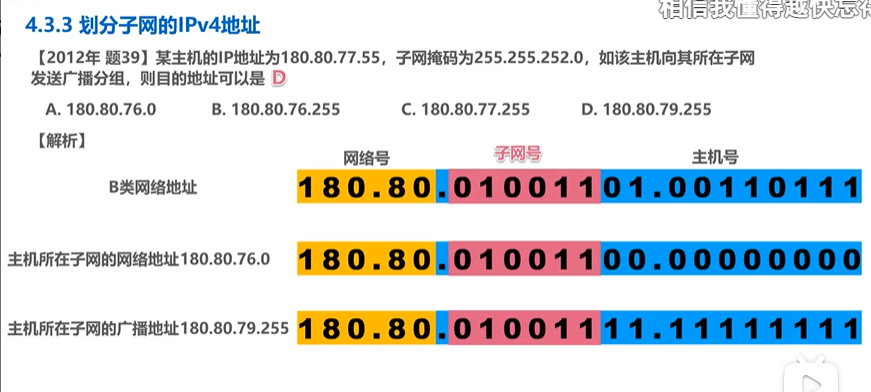 相信我懂得越快忘得
4.3.3 划分子网的IPv4地址
【2012年 题39】某主机的IP地址为180.80.77.55，子网掩码为255.255.252.0，如该主机向其所在子网
发送广播分组，则目的地址可以是 D
A. 180.80.76.0 B. 180.80.76.255 C. 180.80.77.255 D. 180.80.79.255
【解析】
网络号 子网号 主机号
B类网络地址 180.80.01001101.00110111
主机所在子网的网络地址180.80.76.0 180.80.01001100.00000000
主机所在子网的广播地址180.80.79.255 180.80.01001111.11111111